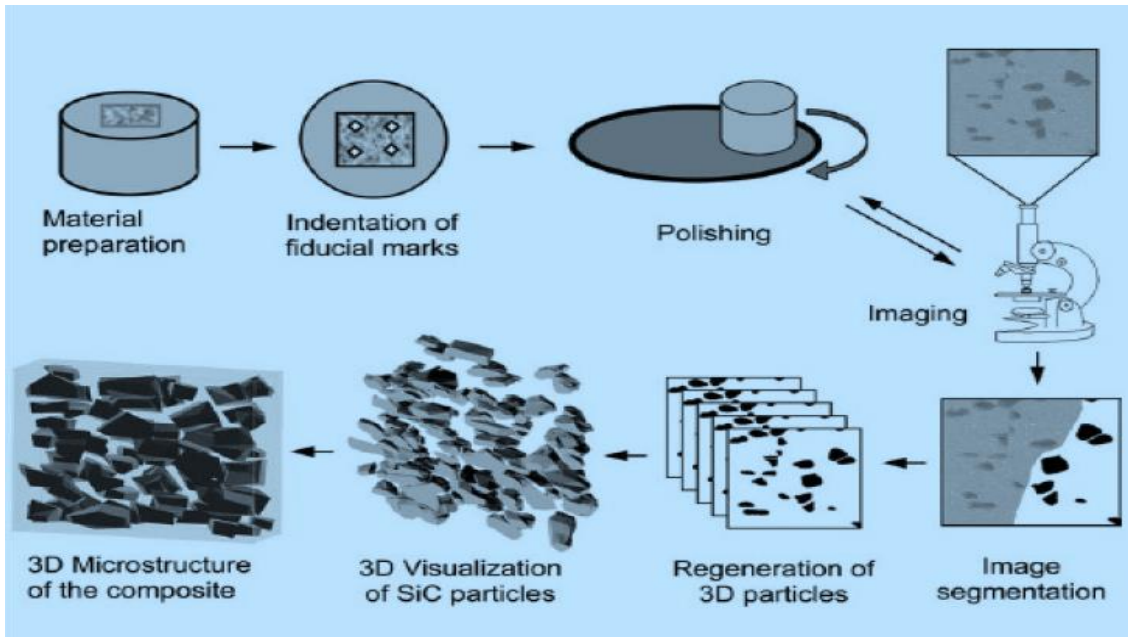 Material
preparation
Indentation of
fiducial marks
Polishing
Imaging
3D Microstructure
of the composite
3D Visualization
of SiC particles
Regeneration of
3D particles
Image
segmentation